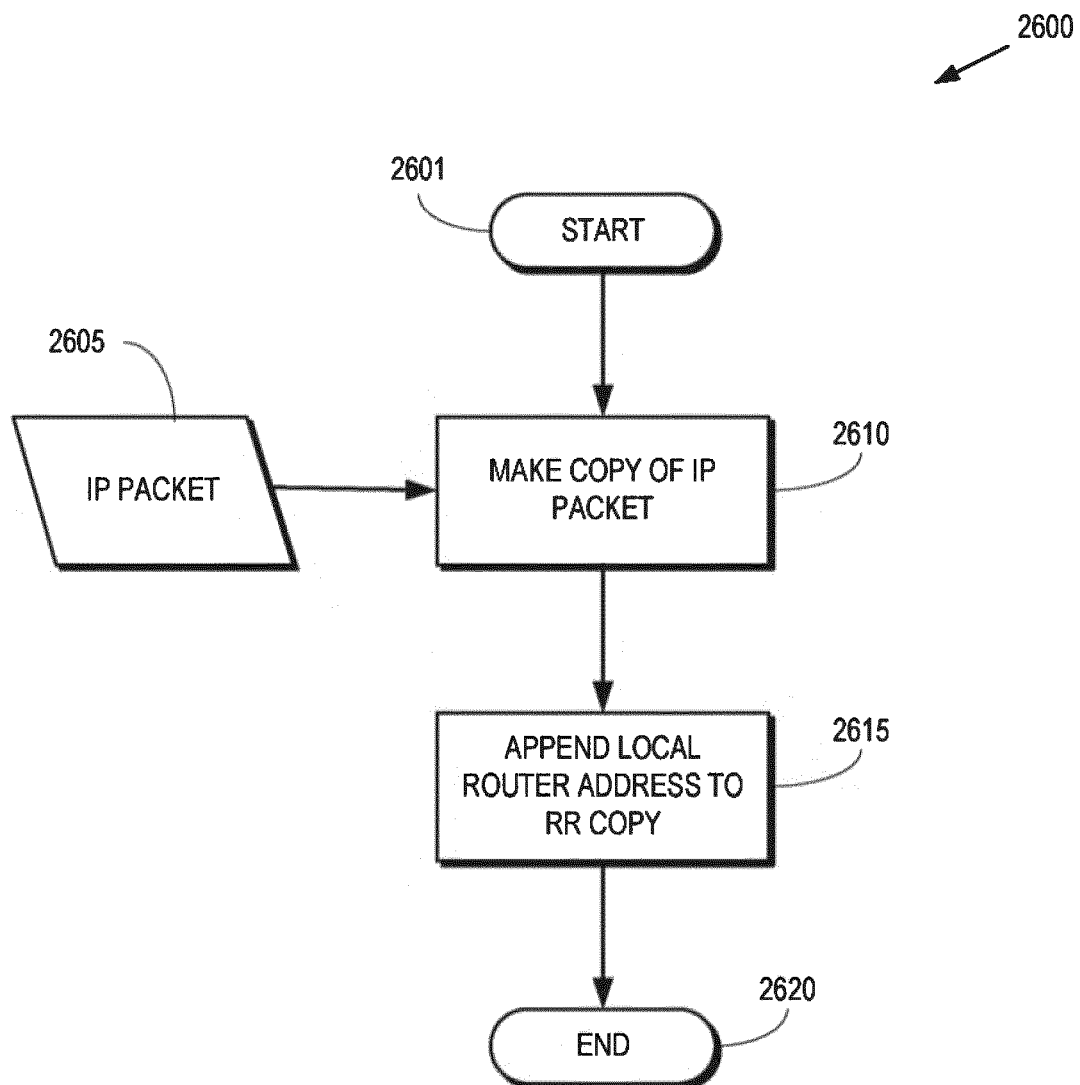 2600
2601
START
2605
IP PACKET
MAKE COPY OF IP
PACKET
2610
APPEND LOCAL
ROUTER ADDRESS TO
RR COPY
2615
2620
END